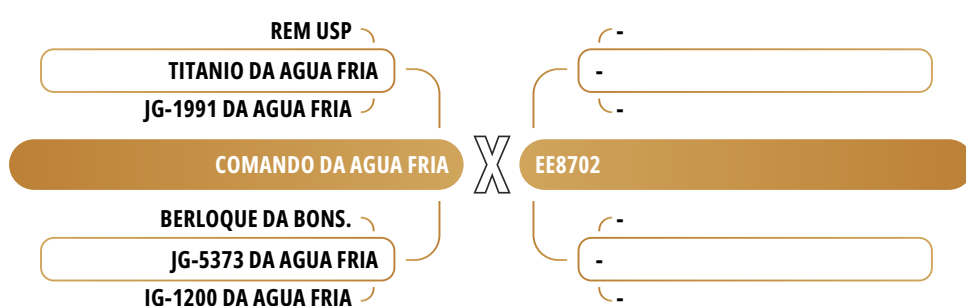 REM USP
TITANIO DA AGUA FRIA
JG-1991 DA AGUA FRIA
COMANDO DA AGUA FRIA
BERLOQUE DA BONS.
JG-5373 DA AGUA FRIA
JG-1200 DA AGUA FRIA
X
-
-
-
EE8702
-
-
-